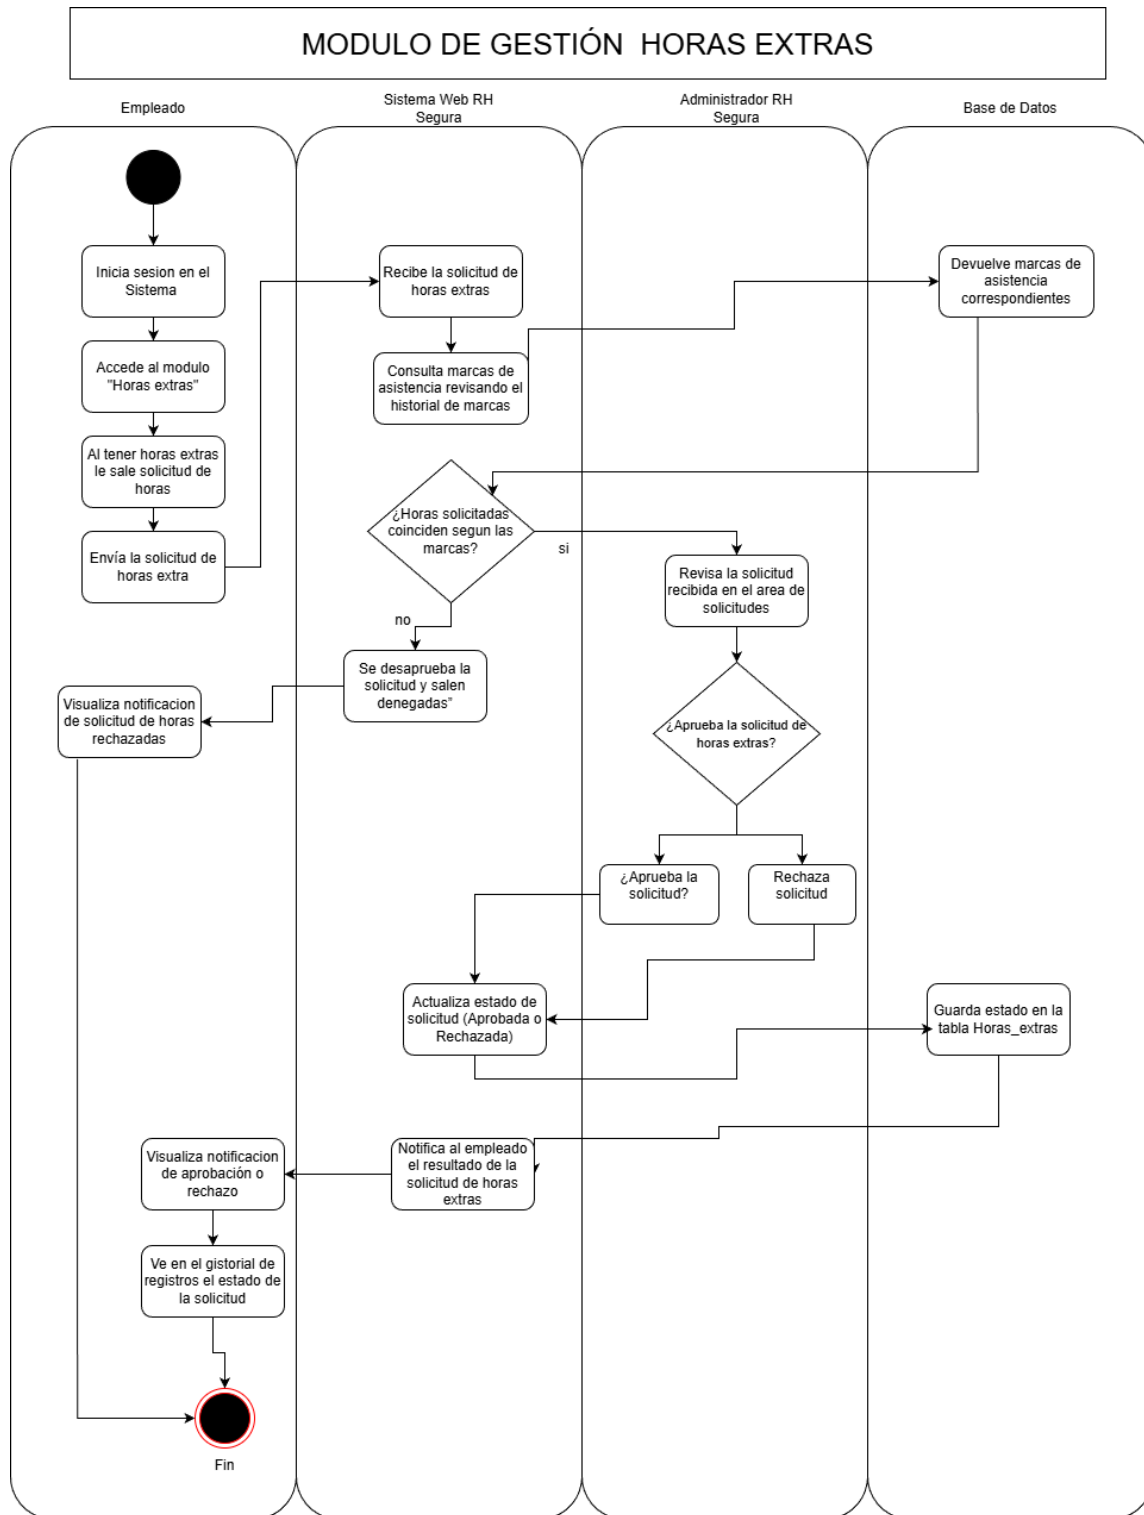 MODULO DE GESTIÓN HORAS EXTRAS
Empleado
Sistema Web RH
Segura
Administrador RH
Segura
Base de Datos
Inicia sesion en el
Sistema
Recibe la solicitud de
horas extras
Devuelve marcas de
asistencia
correspondientes
Accede al modulo
"Horas extras"
Consulta marcas de
asistencia revisando el
historial de marcas
Al tener horas extras
le sale solicitud de
horas
Envía la solicitud de
horas extra
¿Horas solicitadas
coinciden segun las
marcas?
si
no
Revisa la solicitud
recibida en el area de
solicitudes
Se desaprueba la
solicitud y salen
denegadas”
Visualiza notificacion
de solicitud de horas
rechazadas
¿Aprueba la solicitud de
horas extras?
¿Aprueba la
solicitud?
Rechaza
solicitud
Actualiza estado de
solicitud (Aprobada o
Rechazada)
Guarda estado en la
tabla Horas_extras
Notifica al empleado
el resultado de la
solicitud de horas
extras
Visualiza notificacion
de aprobación o
rechazo
Ve en el gistorial de
registros el estado de
la solicitud
Fin